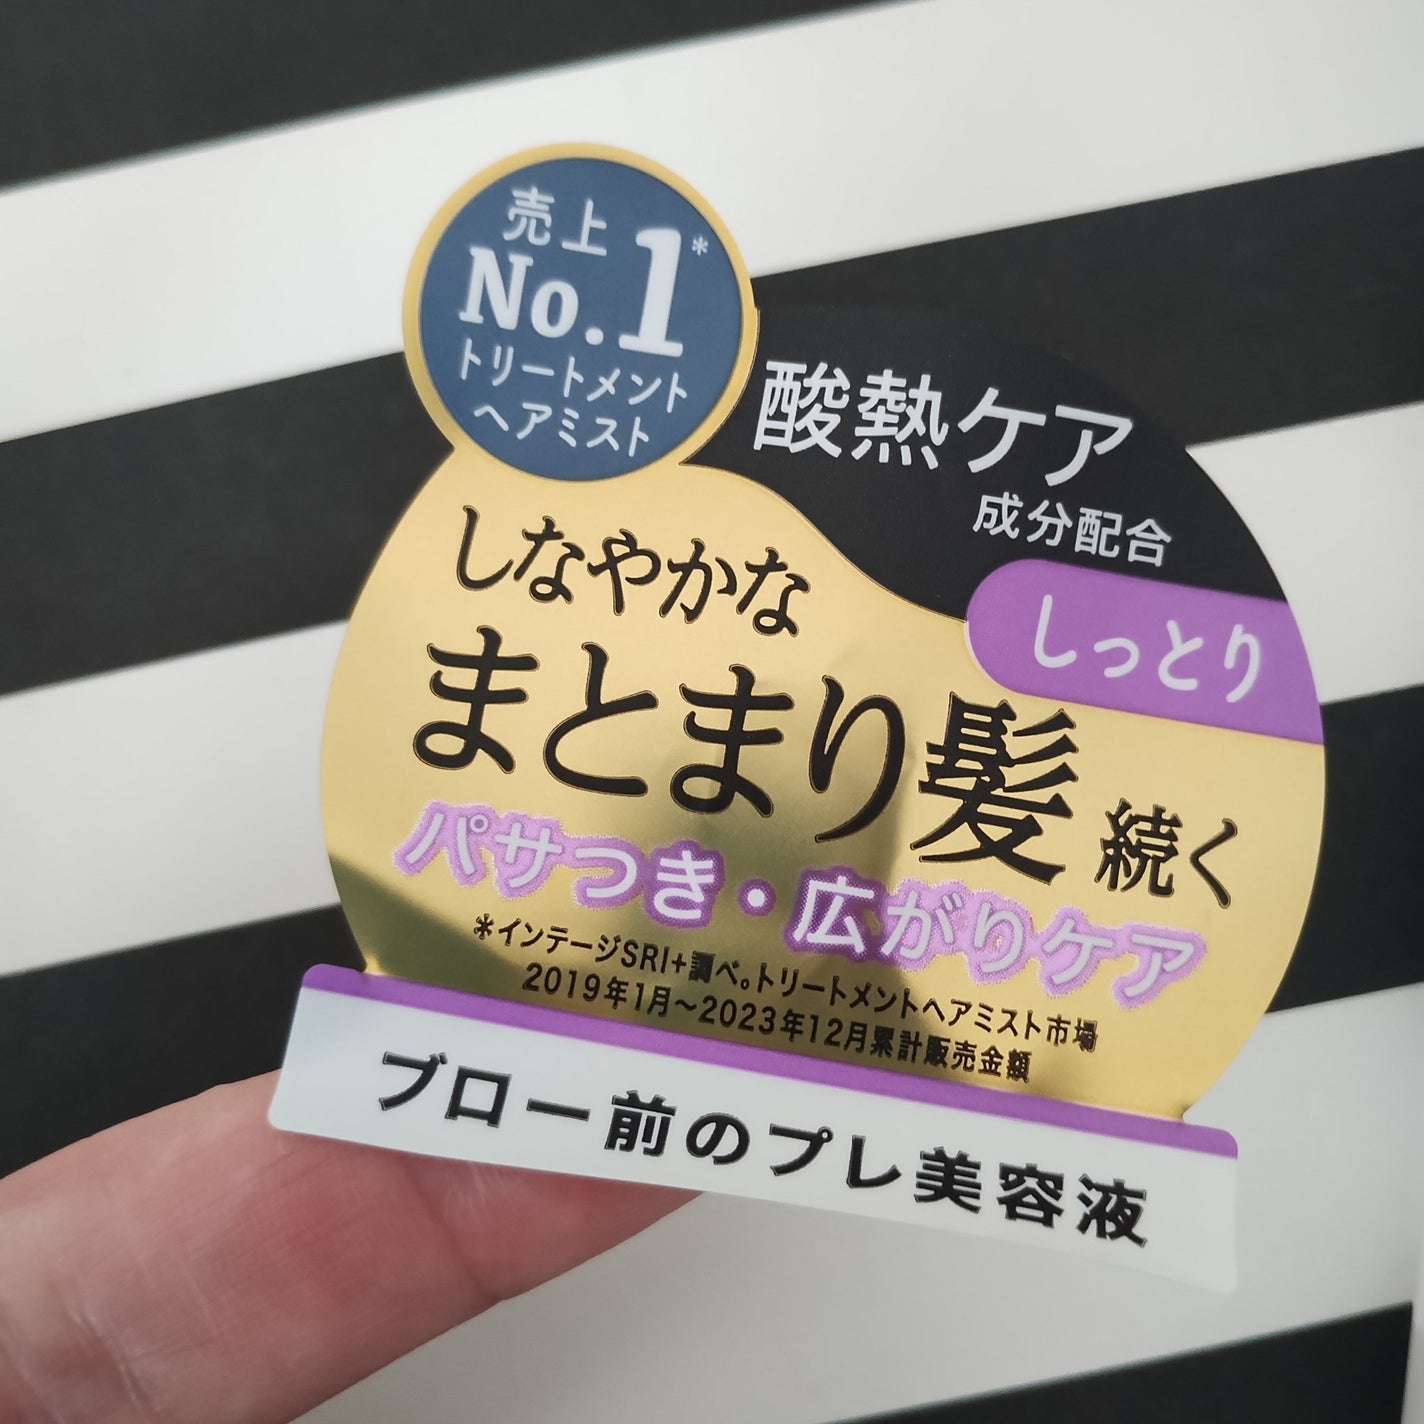 売上
No.1*
トリートメント
ヘアミスト
酸熱ケア
成分配合
しっとり
しなやかな
まとまり髪 続く
パサつき・広がりケア
*インテージSRI+調べ。トリートメントヘアミスト市場
2019年1月～2023年12月累計販売金額
ブロー前のプレ美容液